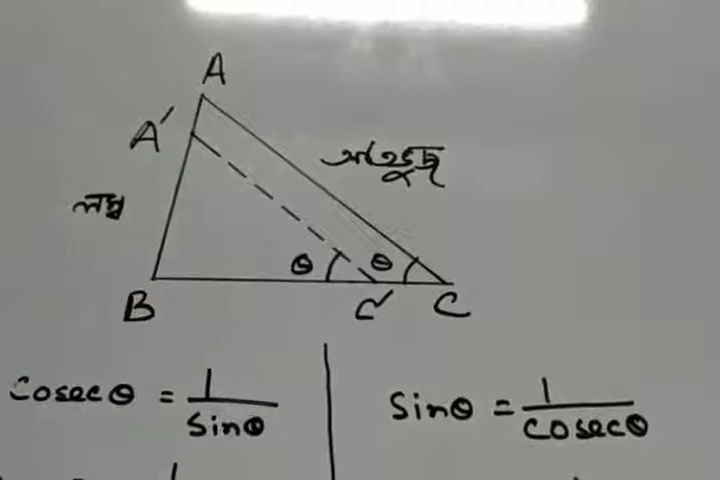 A
A′
অতিভুজ
লম্ব
θ θ
B C′ C
Cosecθ = 1/Sinθ
Sinθ = 1/Cosecθ